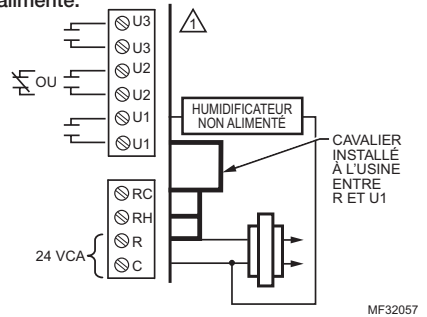 alimenté.
U3
U3
U2
OU
U2
U1
U1
1
HUMIDIFICATEUR
NON ALIMENTÉ
CAVALIER
INSTALLÉ
À L'USINE
ENTRE
R ET U1
RC
RH
R
24 VCA
C
MF32057